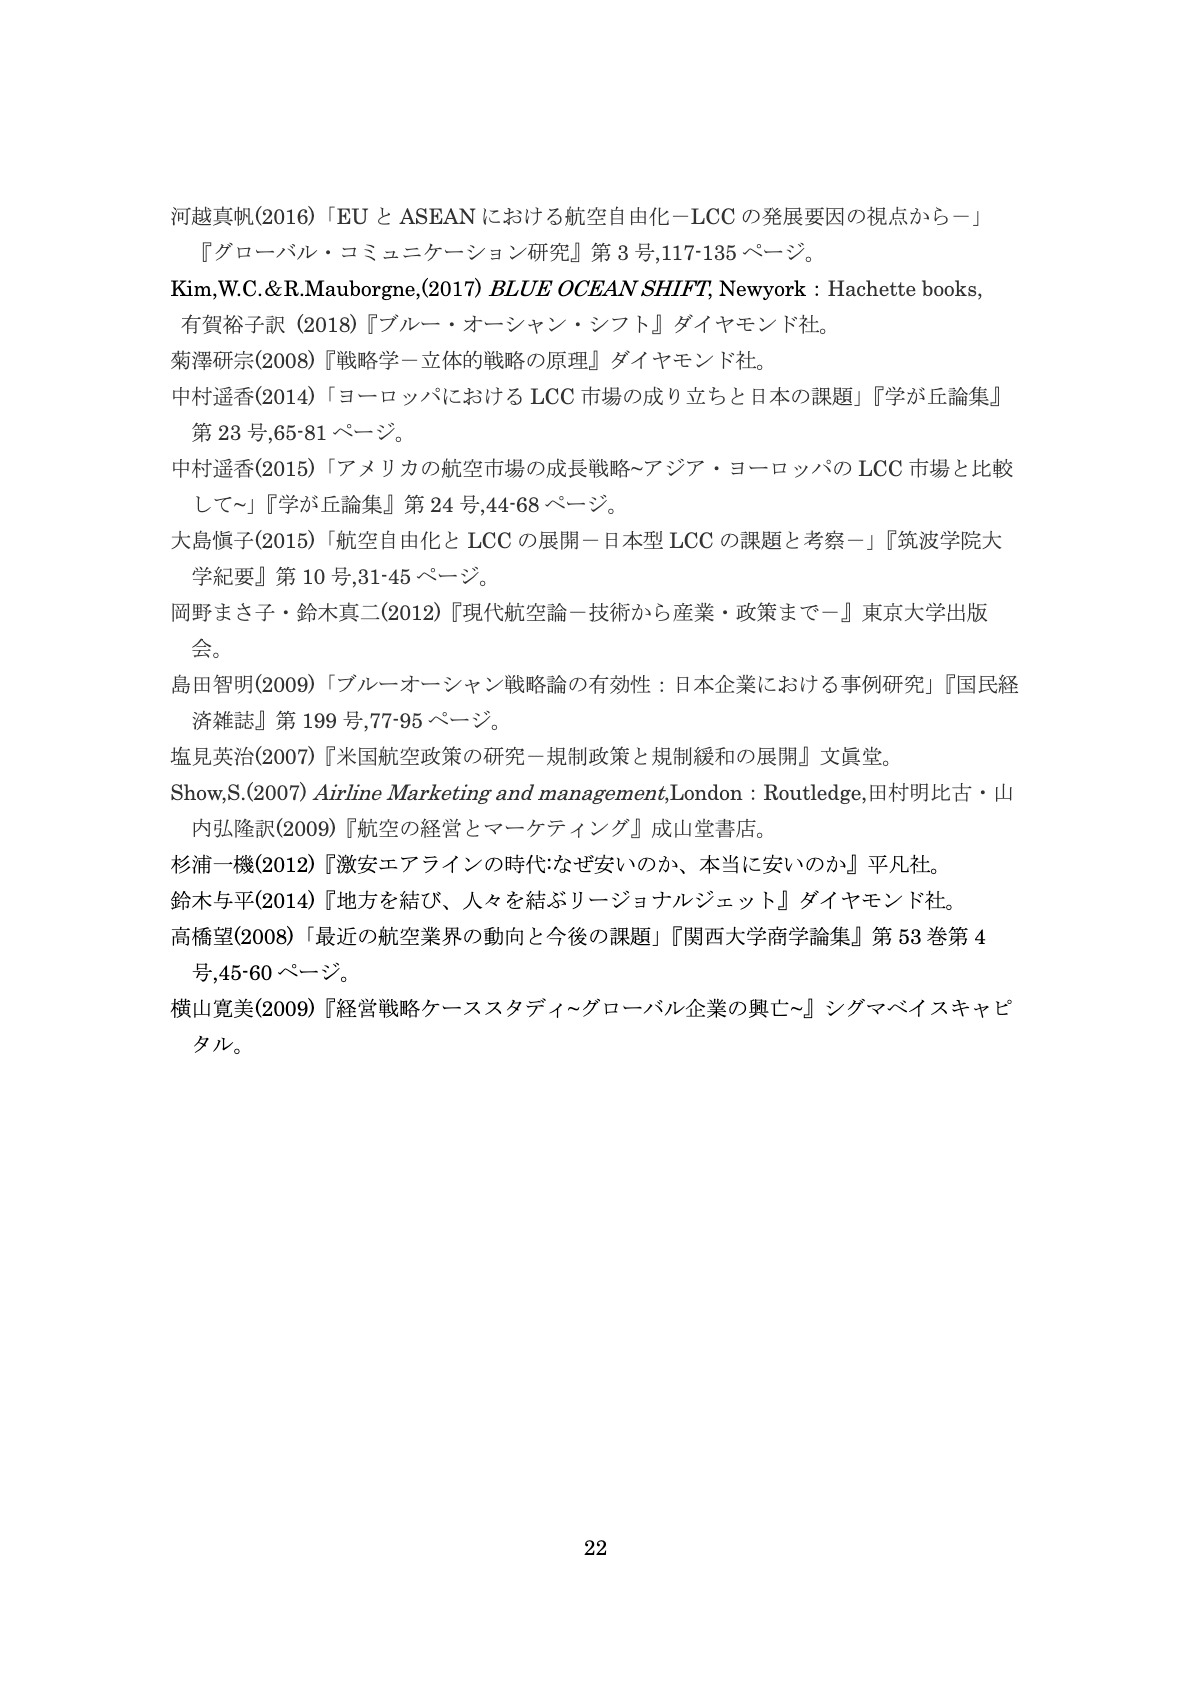 河越真帆(2016)「EU と ASEAN における航空自由化－LCC の発展要因の視点から－」
『グローバル・コミュニケーション研究』第 3 号,117-135 ページ。
Kim,W.C.&R.Mauborgne,(2017) BLUE OCEAN SHIFT, Newyork：Hachette books,
有賀裕子訳 (2018)『ブルー・オーシャン・シフト』ダイヤモンド社。
菊澤研宗(2008)『戦略学－立体的戦略の原理』ダイヤモンド社。
中村遥香(2014)「ヨーロッパにおける LCC 市場の成り立ちと日本の課題」『学が丘論集』
第 23 号,65-81 ページ。
中村遥香(2015)「アメリカの航空市場の成長戦略~アジア・ヨーロッパの LCC 市場と比較
して~」『学が丘論集』第 24 号,44-68 ページ。
大島愼子(2015)「航空自由化と LCC の展開－日本型 LCC の課題と考察－」『筑波学院大
学紀要』第 10 号,31-45 ページ。
岡野まさ子・鈴木真二(2012)『現代航空論－技術から産業・政策まで－』東京大学出版
会。
島田智明(2009)「ブルーオーシャン戦略論の有効性：日本企業における事例研究」『国民経
済雑誌』第 199 号,77-95 ページ。
塩見英治(2007)『米国航空政策の研究－規制政策と規制緩和の展開』文眞堂。
Show,S.(2007) Airline Marketing and management,London：Routledge,田村明比古・山
内弘隆訳(2009)『航空の経営とマーケティング』成山堂書店。
杉浦一機(2012)『激安エアラインの時代:なぜ安いのか、本当に安いのか』平凡社。
鈴木与平(2014)『地方を結び、人々を結ぶリージョナルジェット』ダイヤモンド社。
高橋望(2008)「最近の航空業界の動向と今後の課題」『関西大学商学論集』第 53 巻第 4
号,45-60 ページ。
横山寛美(2009)『経営戦略ケーススタディ~グローバル企業の興亡~』シグマベイスキャピ
タル。
22